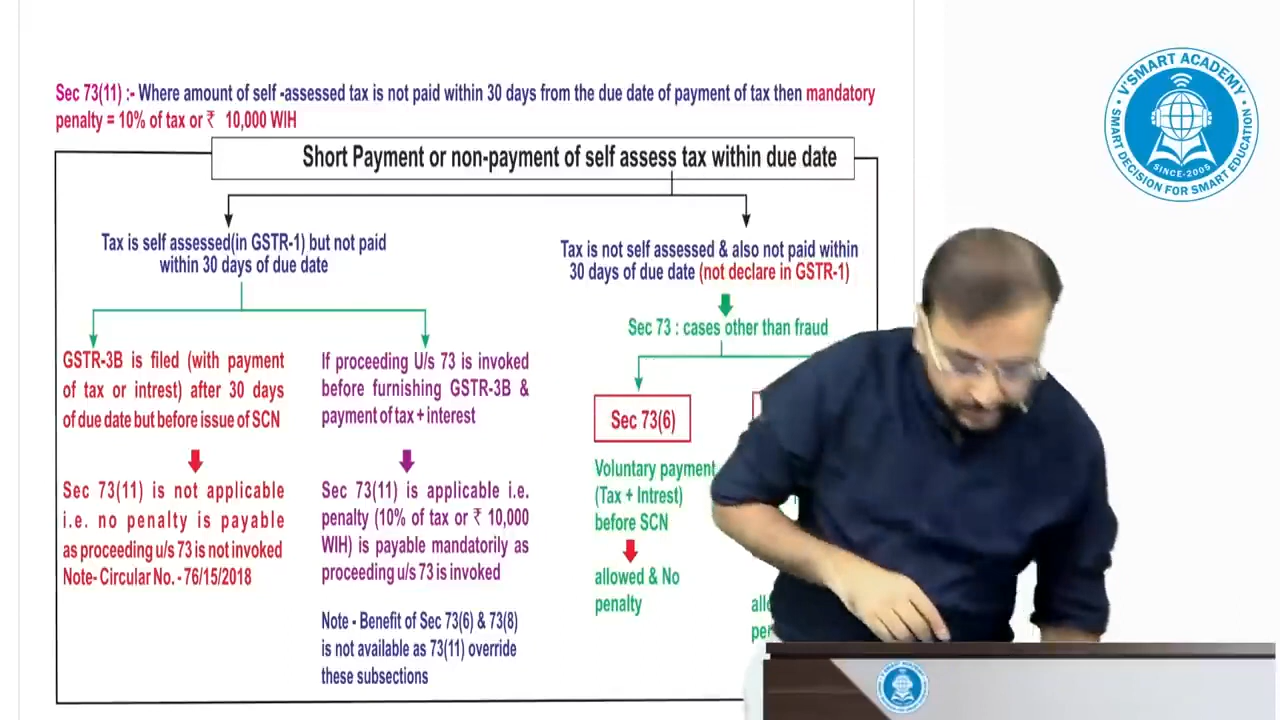 Sec 73(11) :- Where amount of self -assessed tax is not paid within 30 days from the due date of payment of tax then mandatory
penalty = 10% of tax or ₹ 10,000 WIH
Short Payment or non-payment of self assess tax within due date
Tax is self assessed(in GSTR-1) but not paid
within 30 days of due date
GSTR-3B is filed (with payment
of tax or intrest) after 30 days
of due date but before issue of SCN
Sec 73(11) is not applicable
i.e. no penalty is payable
as proceeding u/s 73 is not invoked
Note- Circular No. - 76/15/2018
If proceeding U/s 73 is invoked
before furnishing GSTR-3B &
payment of tax + interest
Sec 73(11) is applicable i.e.
penalty (10% of tax or ₹ 10,000
WIH) is payable mandatorily as
proceeding u/s 73 is invoked
Note - Benefit of Sec 73(6) & 73(8)
is not available as 73(11) override
these subsections
Tax is not self assessed & also not paid within
30 days of due date (not declare in GSTR-1)
Sec 73 : cases other than fraud
Sec 73(6)
Voluntary payment
(Tax + Intrest)
before SCN
allowed & No
penalty
V'SMART ACADEMY
SINCE-2005
SMART DECISION FOR SMART EDUCATION